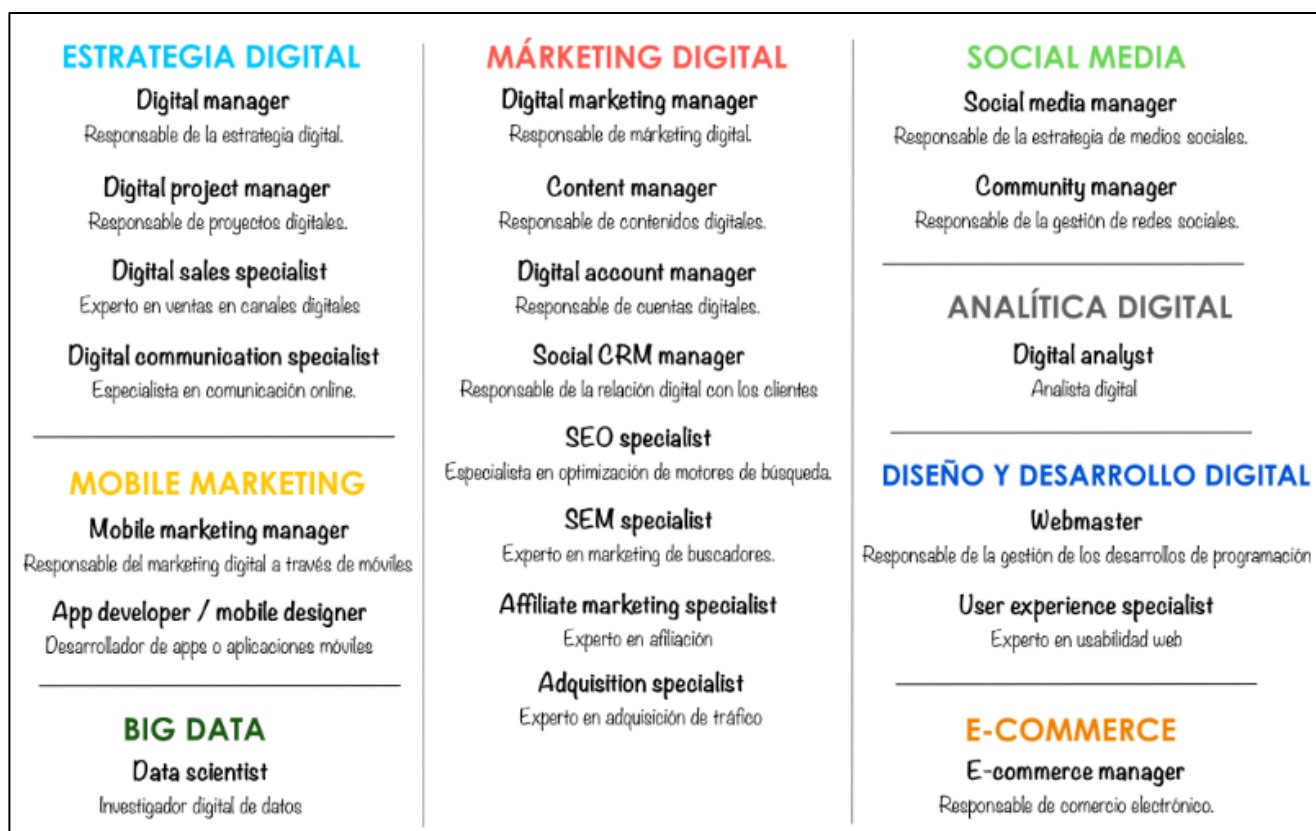 ESTRATEGIA DIGITAL
Digital manager
Responsable de la estrategia digital.
Digital project manager
Responsable de proyectos digitales.
Digital sales specialist
Experto en ventas en canales digitales
Digital communication specialist
Especialista en comunicación online.
MOBILE MARKETING
Mobile marketing manager
Responsable del marketing digital a través de móviles
App developer / mobile designer
Desarrollador de apps o aplicaciones móviles
BIG DATA
Data scientist
Investigador digital de datos
MÁRKETING DIGITAL
Digital marketing manager
Responsable de márketing digital.
Content manager
Responsable de contenidos digitales.
Digital account manager
Responsable de cuentas digitales.
Social CRM manager
Responsable de la relación digital con los clientes
SEO specialist
Especialista en optimización de motores de búsqueda.
SEM specialist
Experto en marketing de buscadores.
Affiliate marketing specialist
Experto en afiliación
Adquisition specialist
Experto en adquisición de tráfico
SOCIAL MEDIA
Social media manager
Responsable de la estrategia de medios sociales.
Community manager
Responsable de la gestión de redes sociales.
ANALÍTICA DIGITAL
Digital analyst
Analista digital
DISEÑO Y DESARROLLO DIGITAL
Webmaster
Responsable de la gestión de los desarrollos de programación
User experience specialist
Experto en usabilidad web
E-COMMERCE
E-commerce manager
Responsable de comercio electrónico.